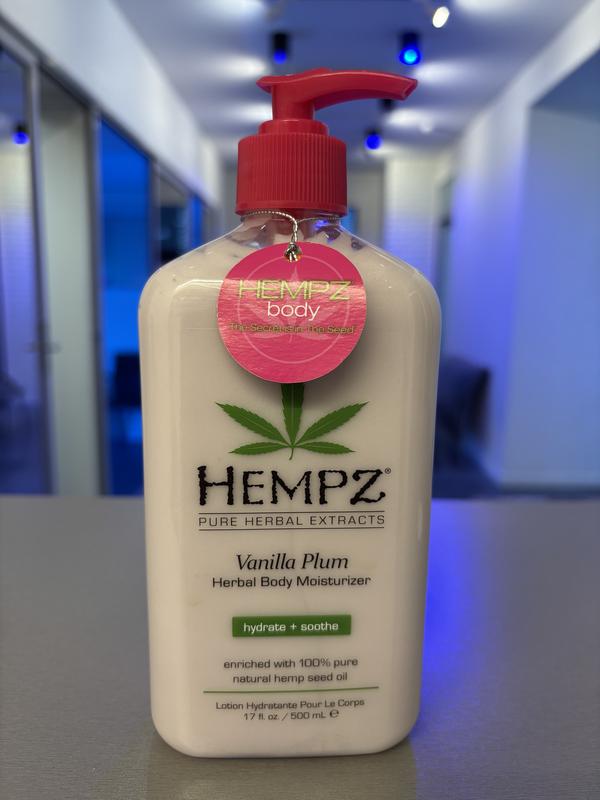 HEMPZ
body
The Secret is in The Seed
HEMPZ®
PURE HERBAL EXTRACTS
Vanilla Plum
Herbal Body Moisturizer
hydrate + soothe
enriched with 100% pure
natural hemp seed oil
Lotion Hydratante Pour Le Corps
17 fl. oz. / 500 mL ℮